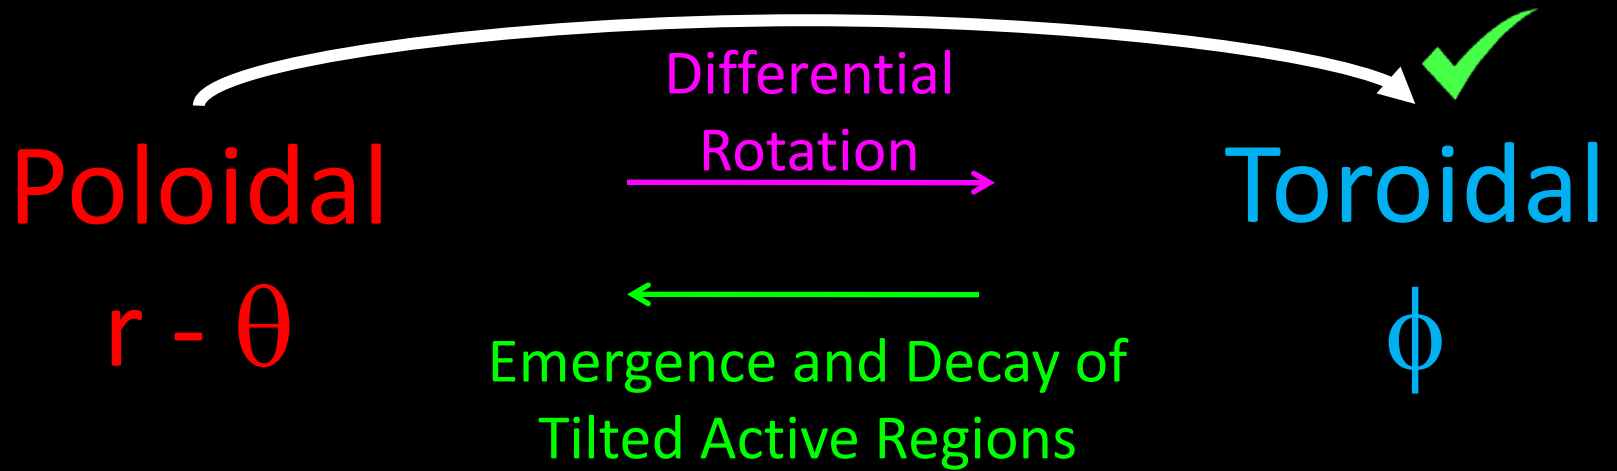 Differential
Rotation
Poloidal
Toroidal
r - θ
ϕ
Emergence and Decay of
Tilted Active Regions